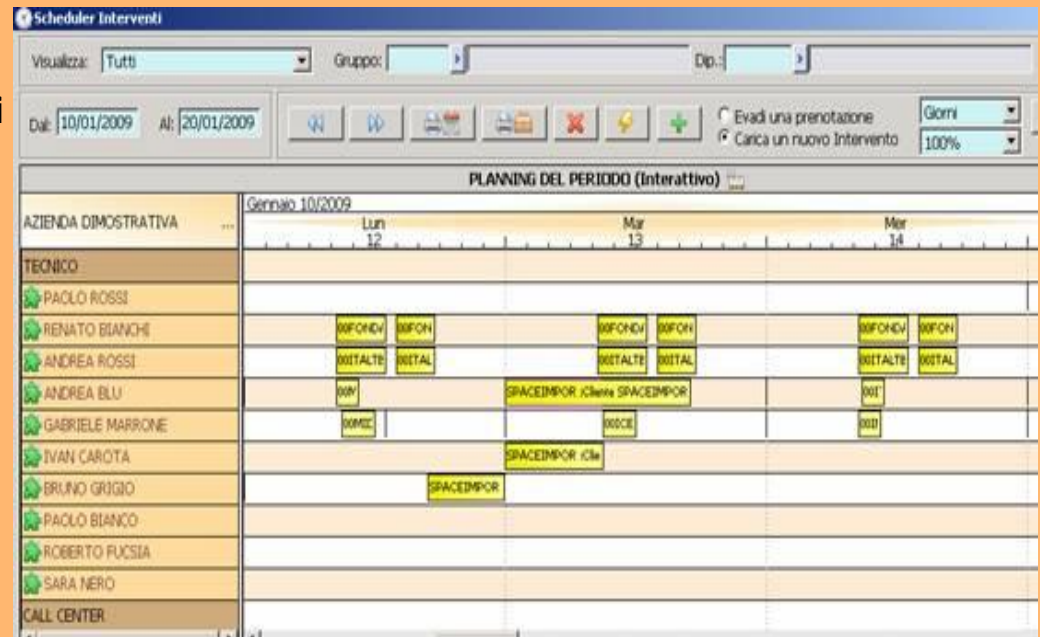 Scheduler Interventi
Visualizza: Tutti Gruppo: Dip.:
i
Dal: 10/01/2009 Al: 20/01/2009 Evadi una prenotazione Giorni
Carica un nuovo Intervento 100%
PLANNING DEL PERIODO (Interattivo)
Gennaio 10/2009
AZIENDA DIMOSTRATIVA ... Lun Mar Mer
12 13 14
TECNICO
PAOLO ROSSI
RENATO BIANCHI 00FOND 00FON 00FOND 00FON 00FOND 00FON
ANDREA ROSSI 00ITALTE 00ITAL 00ITALTE 00ITAL 00ITALTE 00ITAL
ANDREA BLU SPACEIMPOR :Cliente SPACEIMPOR
GABRIELE MARRONE 00MIC
IVAN CAROTA SPACEIMPOR :Clie
BRUNO GRIGIO SPACEIMPOR
PAOLO BIANCO
ROBERTO FUCSIA
SARA NERO
CALL CENTER